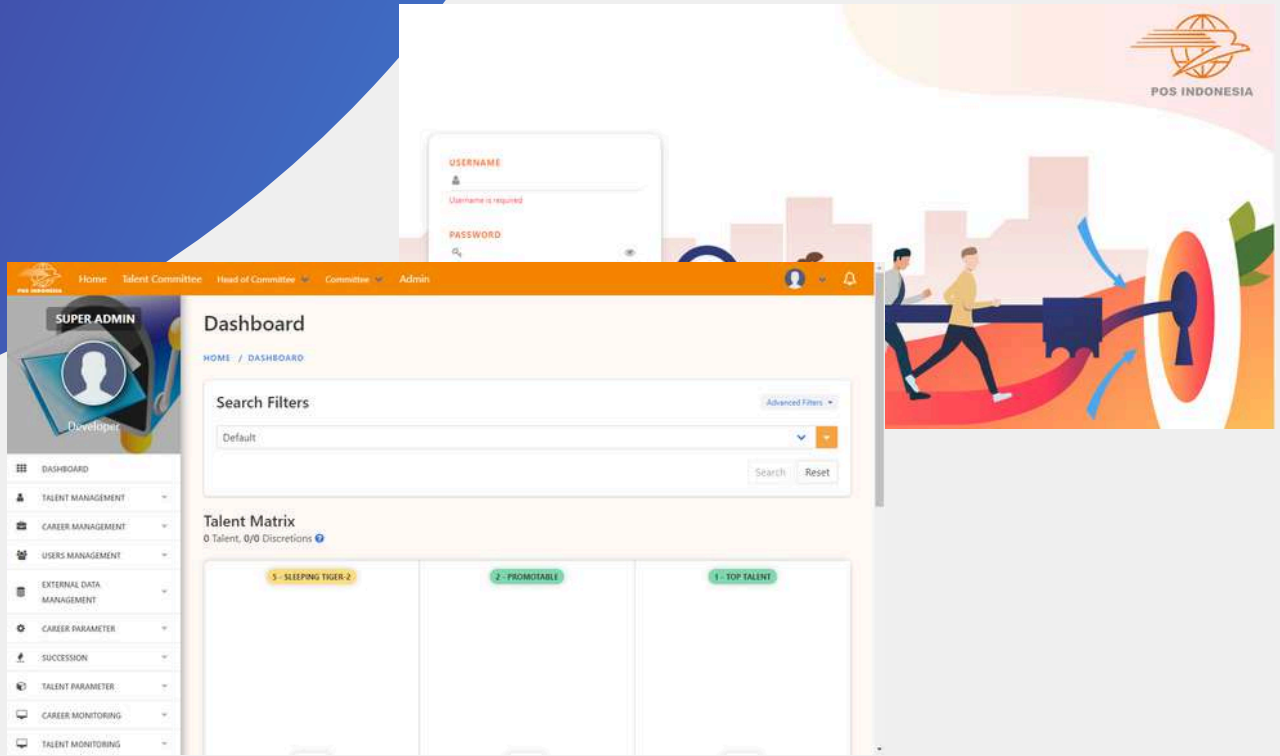 POS INDONESIA
USERNAME
Username is required
PASSWORD
POS INDONESIA
Home Talent Committee Head of Committee Committee Admin
SUPER ADMIN
Developer
DASHBOARD
TALENT MANAGEMENT
CAREER MANAGEMENT
USERS MANAGEMENT
EXTERNAL DATA
MANAGEMENT
CAREER PARAMETER
SUCCESSION
TALENT PARAMETER
CAREER MONITORING
TALENT MONITORING
Dashboard
HOME / DASHBOARD
Search Filters
Advanced Filters
Default
Search Reset
Talent Matrix
0 Talent, 0/0 Discretions
5 - SLEEPING TIGER-2
2 - PROMOTABLE
1 - TOP TALENT